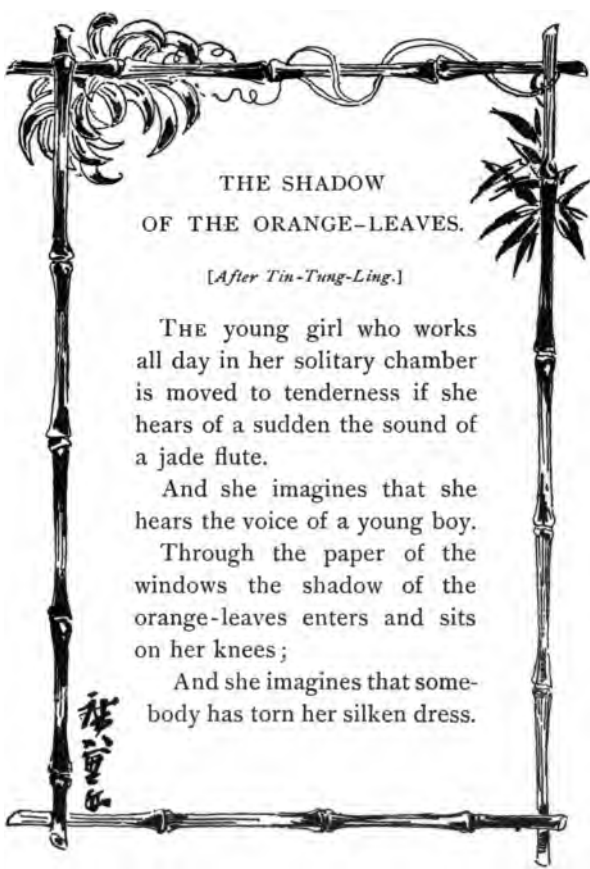 THE SHADOW
OF THE ORANGE-LEAVES.
[After Tin-Tung-Ling.]
THE young girl who works
all day in her solitary chamber
is moved to tenderness if she
hears of a sudden the sound of
a jade flute.
And she imagines that she
hears the voice of a young boy.
Through the paper of the
windows the shadow of the
orange-leaves enters and sits
on her knees;
And she imagines that some-
body has torn her silken dress.